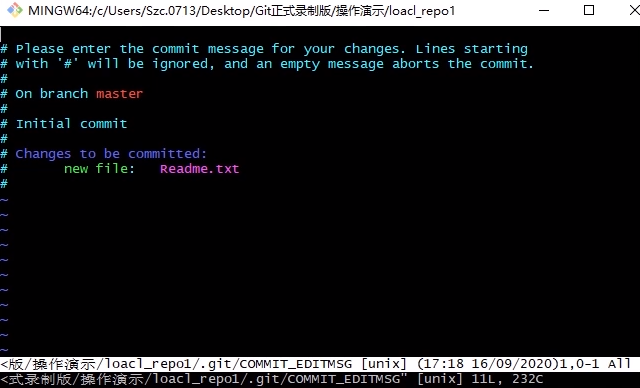 MINGW64:/c/Users/Szc.0713/Desktop/Git正式录制版/操作演示/loacl_repo1
# Please enter the commit message for your changes. Lines starting
# with '#' will be ignored, and an empty message aborts the commit.
#
# On branch master
#
# Initial commit
#
# Changes to be committed:
#       new file:   Readme.txt
#
~
~
~
~
~
~
~
~
~
~
~
<版/操作演示/loacl_repo1/.git/COMMIT_EDITMSG [unix] (17:18 16/09/2020)1,0-1 All
<式录制版/操作演示/loacl_repo1/.git/COMMIT_EDITMSG" [unix] 11L, 232C